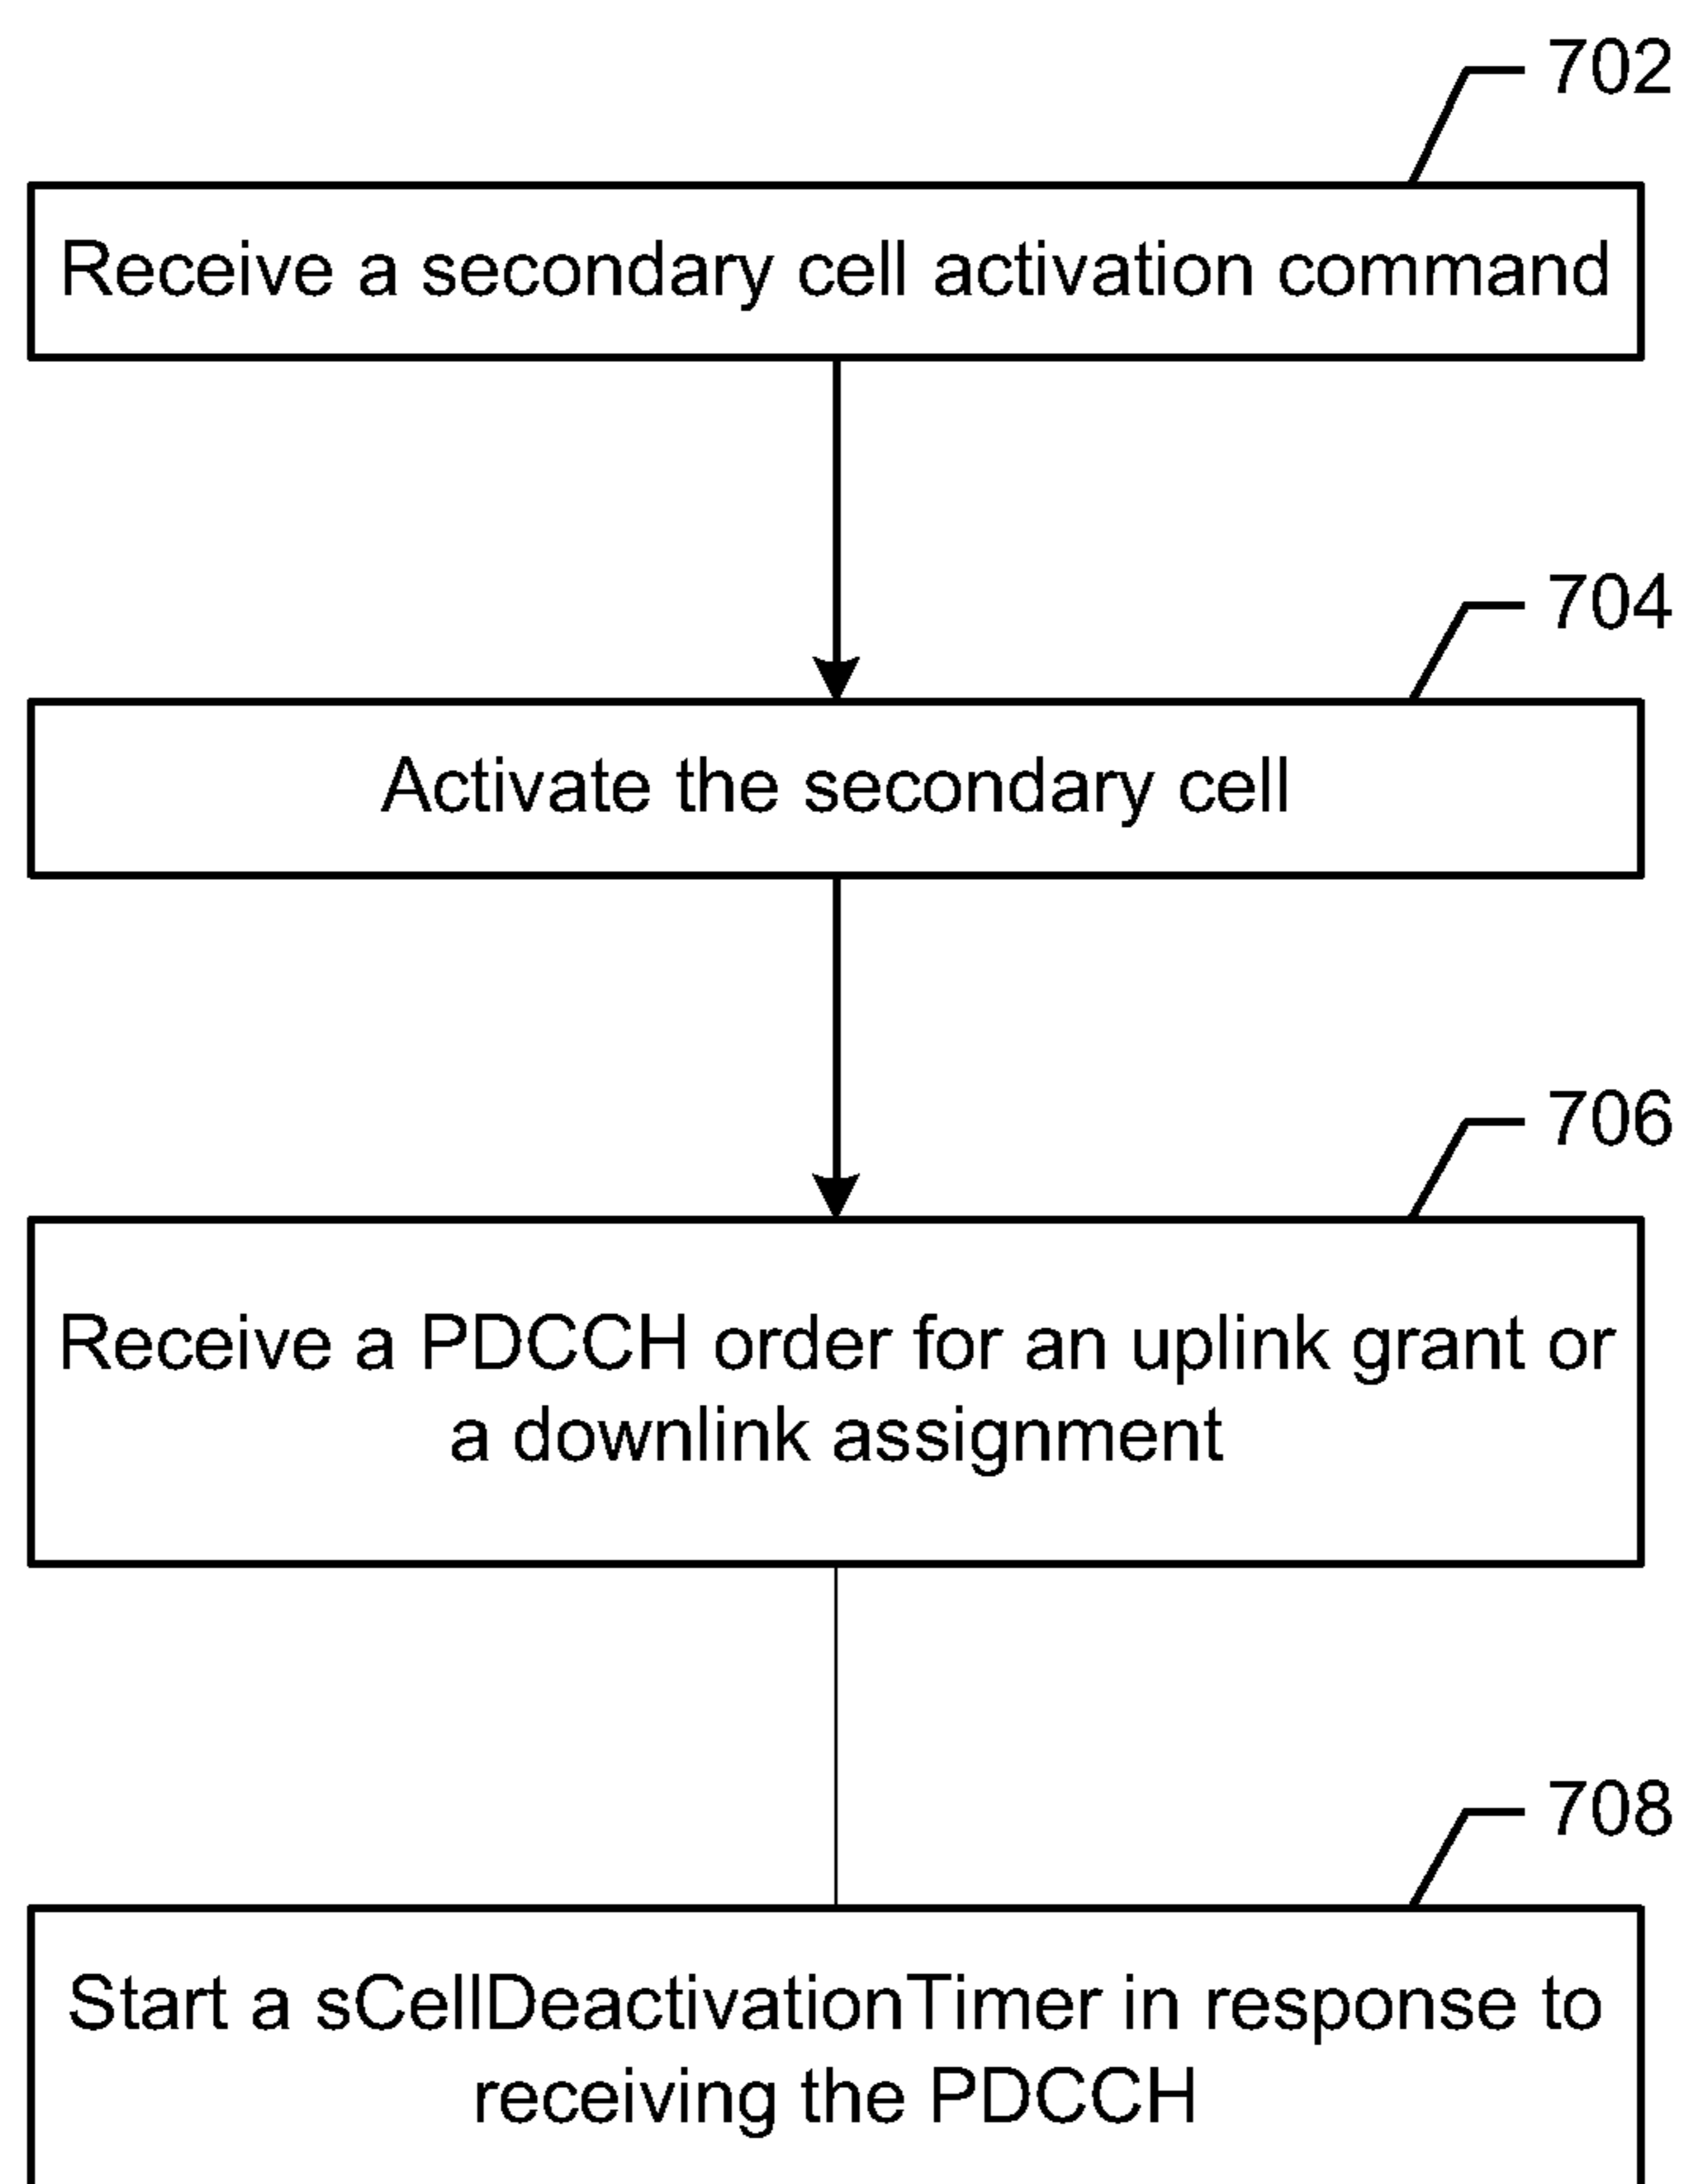 702
Receive a secondary cell activation command
704
Activate the secondary cell
706
Receive a PDCCH order for an uplink grant or
a downlink assignment
708
Start a sCellDeactivationTimer in response to
receiving the PDCCH